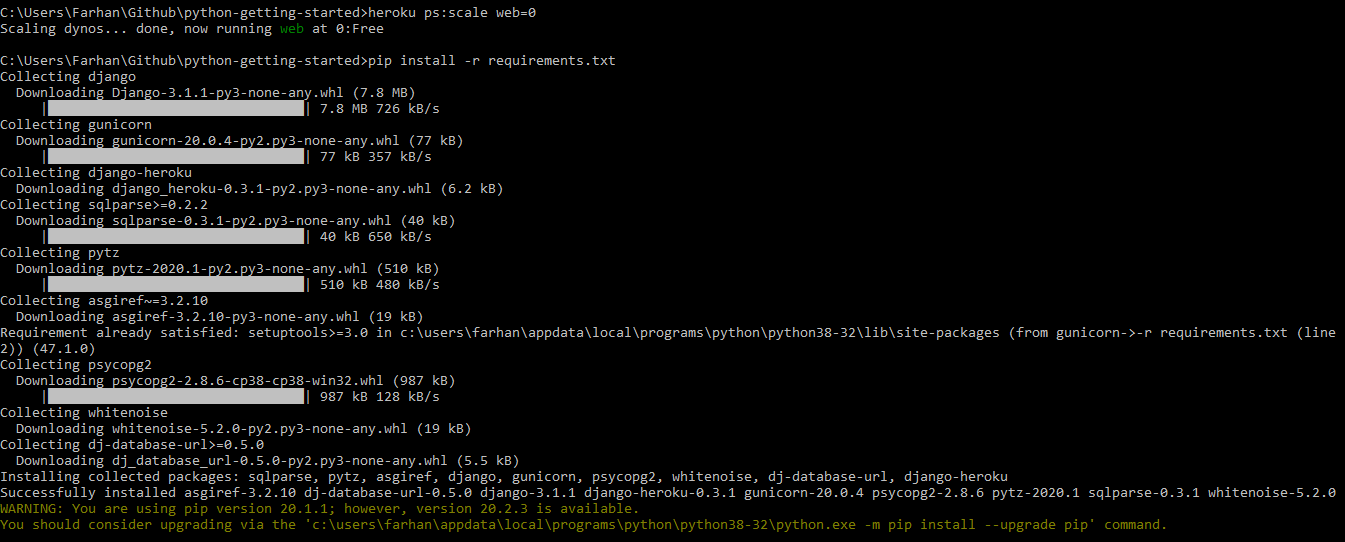 C:\Users\Farhan\Github\python-getting-started>heroku ps:scale web=0
Scaling dynos... done, now running web at 0:Free
C:\Users\Farhan\Github\python-getting-started>pip install -r requirements.txt
Collecting django
  Downloading Django-3.1.1-py3-none-any.whl (7.8 MB)
     |████████████████████████████████| 7.8 MB 726 kB/s
Collecting gunicorn
  Downloading gunicorn-20.0.4-py2.py3-none-any.whl (77 kB)
     |████████████████████████████████| 77 kB 357 kB/s
Collecting django-heroku
  Downloading django_heroku-0.3.1-py2.py3-none-any.whl (6.2 kB)
Collecting sqlparse>=0.2.2
  Downloading sqlparse-0.3.1-py2.py3-none-any.whl (40 kB)
     |████████████████████████████████| 40 kB 650 kB/s
Collecting pytz
  Downloading pytz-2020.1-py2.py3-none-any.whl (510 kB)
     |████████████████████████████████| 510 kB 480 kB/s
Collecting asgiref~=3.2.10
  Downloading asgiref-3.2.10-py3-none-any.whl (19 kB)
Requirement already satisfied: setuptools>=3.0 in c:\users\farhan\appdata\local\programs\python\python38-32\lib\site-packages (from gunicorn->-r requirements.txt (line
2)) (47.1.0)
Collecting psycopg2
  Downloading psycopg2-2.8.6-cp38-cp38-win32.whl (987 kB)
     |████████████████████████████████| 987 kB 128 kB/s
Collecting whitenoise
  Downloading whitenoise-5.2.0-py2.py3-none-any.whl (19 kB)
Collecting dj-database-url>=0.5.0
  Downloading dj_database_url-0.5.0-py2.py3-none-any.whl (5.5 kB)
Installing collected packages: sqlparse, pytz, asgiref, django, gunicorn, psycopg2, whitenoise, dj-database-url, django-heroku
Successfully installed asgiref-3.2.10 dj-database-url-0.5.0 django-3.1.1 django-heroku-0.3.1 gunicorn-20.0.4 psycopg2-2.8.6 pytz-2020.1 sqlparse-0.3.1 whitenoise-5.2.0
WARNING: You are using pip version 20.1.1; however, version 20.2.3 is available.
You should consider upgrading via the 'c:\users\farhan\appdata\local\programs\python\python38-32\python.exe -m pip install --upgrade pip' command.